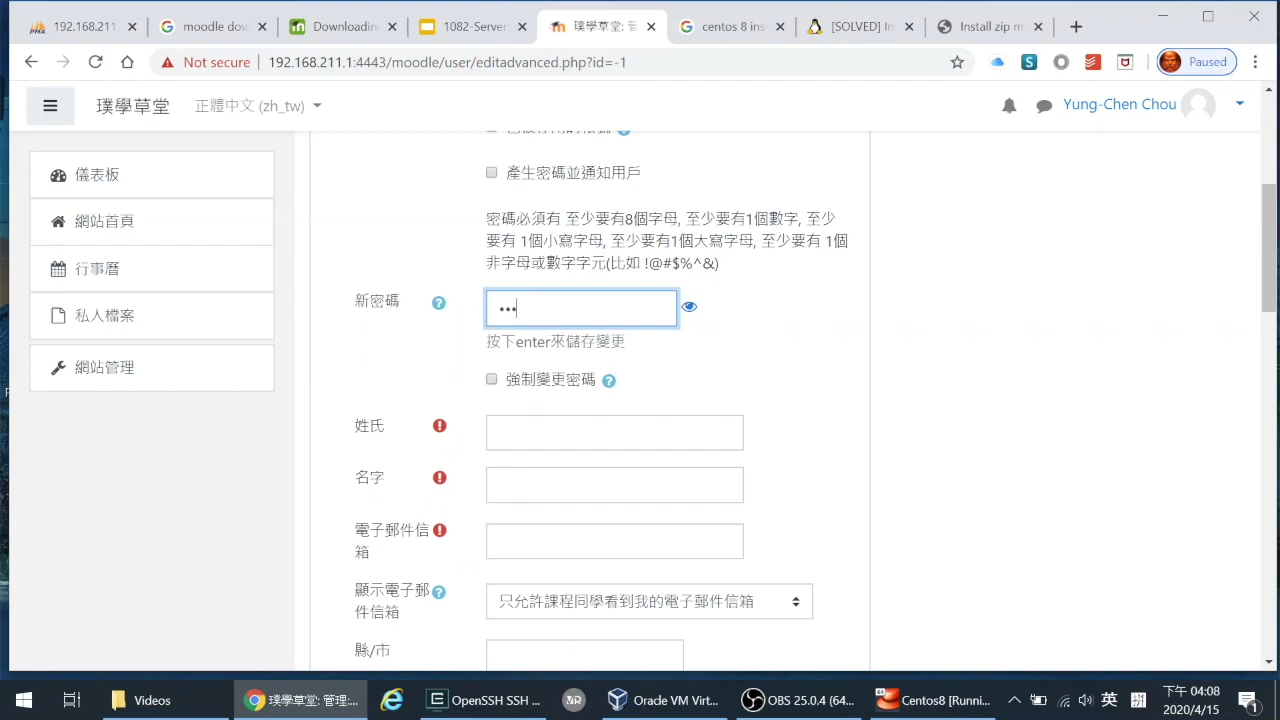 192.168.211
moodle dow
Downloadin
1082-Server
璞學草堂: 管
centos 8 ins
[SOLVED] In
Install zip m
Not secure
192.168.211.1:4443/moodle/user/editadvanced.php?id=-1
Paused
璞學草堂
正體中文 (zh_tw)
Yung-Chen Chou
儀表板
網站首頁
行事曆
私人檔案
網站管理
產生密碼並通知用戶
密碼必須有 至少要有8個字母, 至少要有1個數字, 至少
要有 1個小寫字母, 至少要有1個大寫字母, 至少要有 1個
非字母或數字字元(比如 !@#$%^&)
新密碼
•••
按下enter來儲存變更
強制變更密碼
姓氏
名字
電子郵件信
箱
顯示電子郵
件信箱
只允許課程同學看到我的電子郵件信箱
縣/市
Videos
璞學草堂: 管理:...
OpenSSH SSH ...
Oracle VM Virt...
OBS 25.0.4 (64...
Centos8 [Runni...
英
下午 04:08
2020/4/15